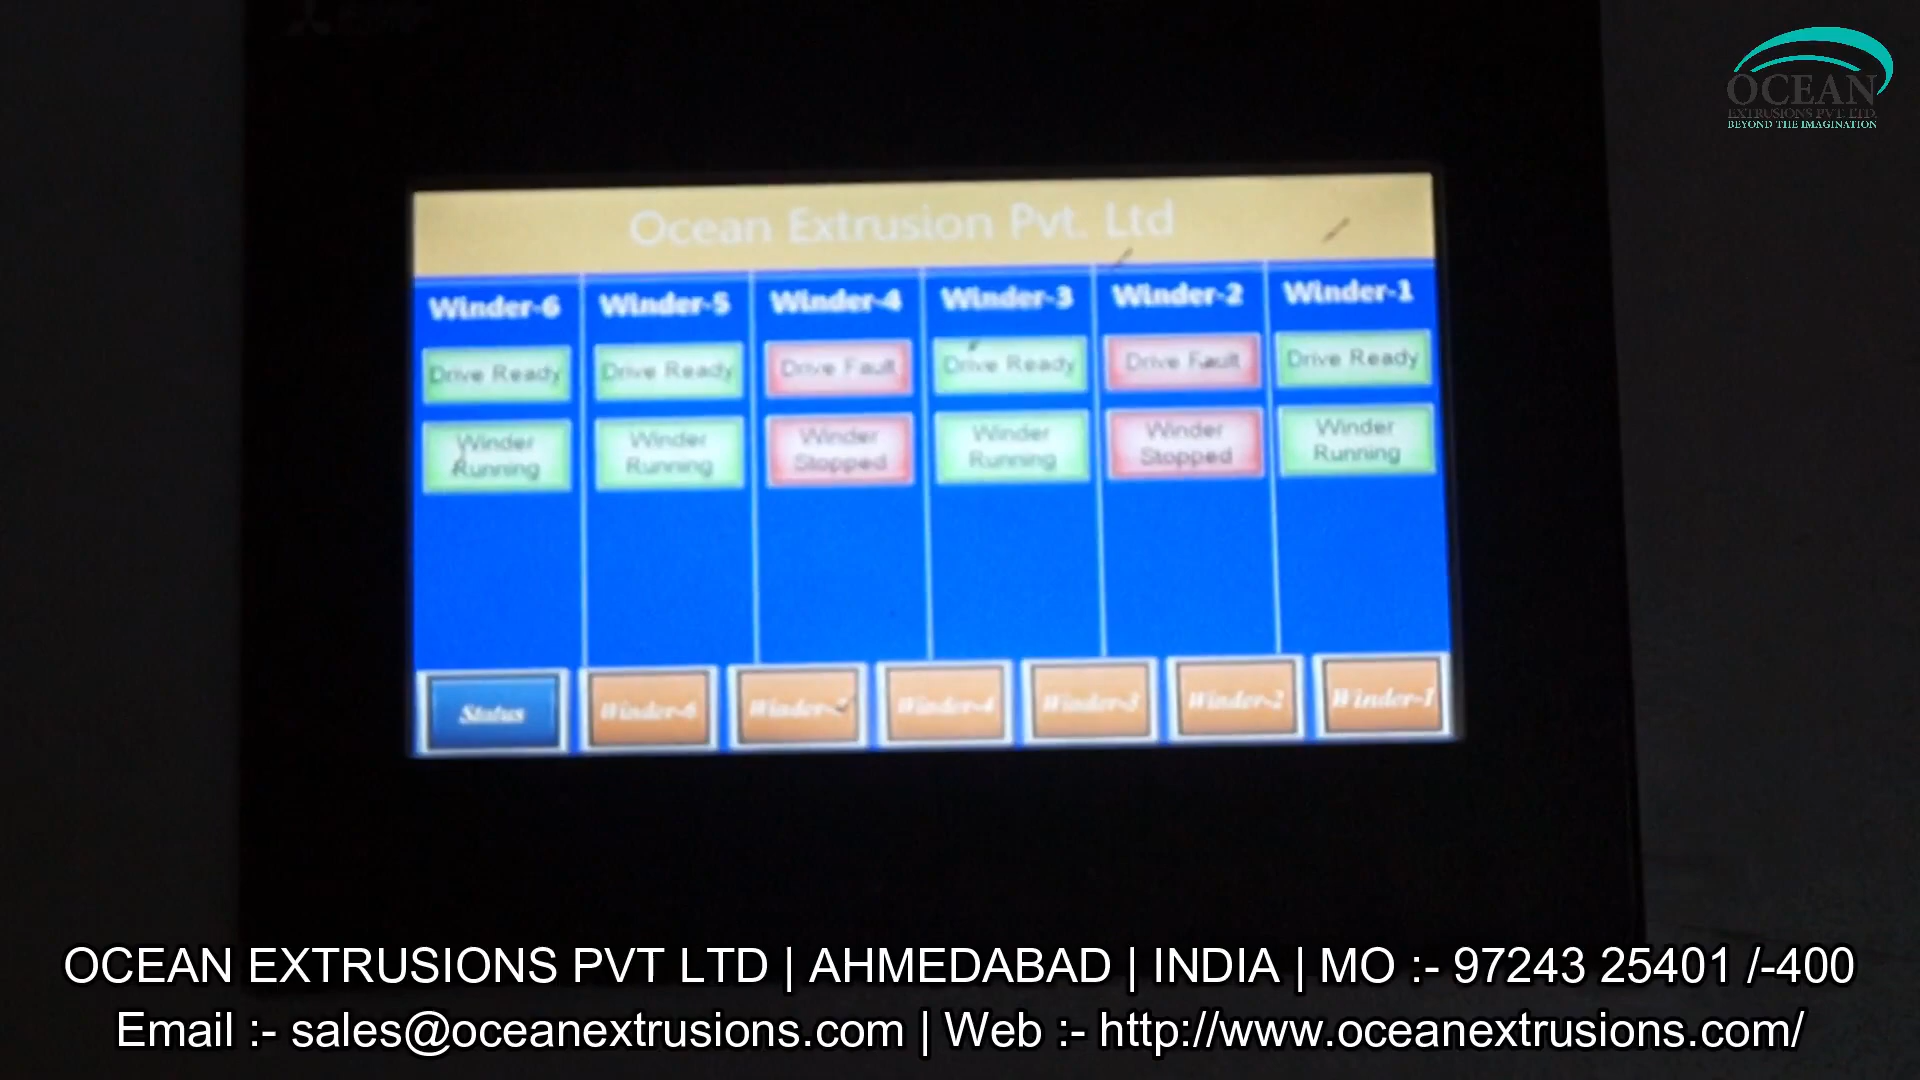 OCEAN
EXTRUSIONS PVT. LTD.
BEYOND THE IMAGINATION
Ocean Extrusion Pvt. Ltd
Winder-6 Winder-5 Winder-4 Winder-3 Winder-2 Winder-1
Drive Ready Drive Ready Drive Fault Drive Ready Drive Fault Drive Ready
Winder Winder Winder Winder Winder Winder
Running Running Stopped Running Stopped Running
Status Winder-6 Winder-4 Winder-3 Winder-2 Winder-1
OCEAN EXTRUSIONS PVT LTD | AHMEDABAD | INDIA | MO :- 97243 25401 /-400
Email :- sales@oceanextrusions.com | Web :- http://www.oceanextrusions.com/